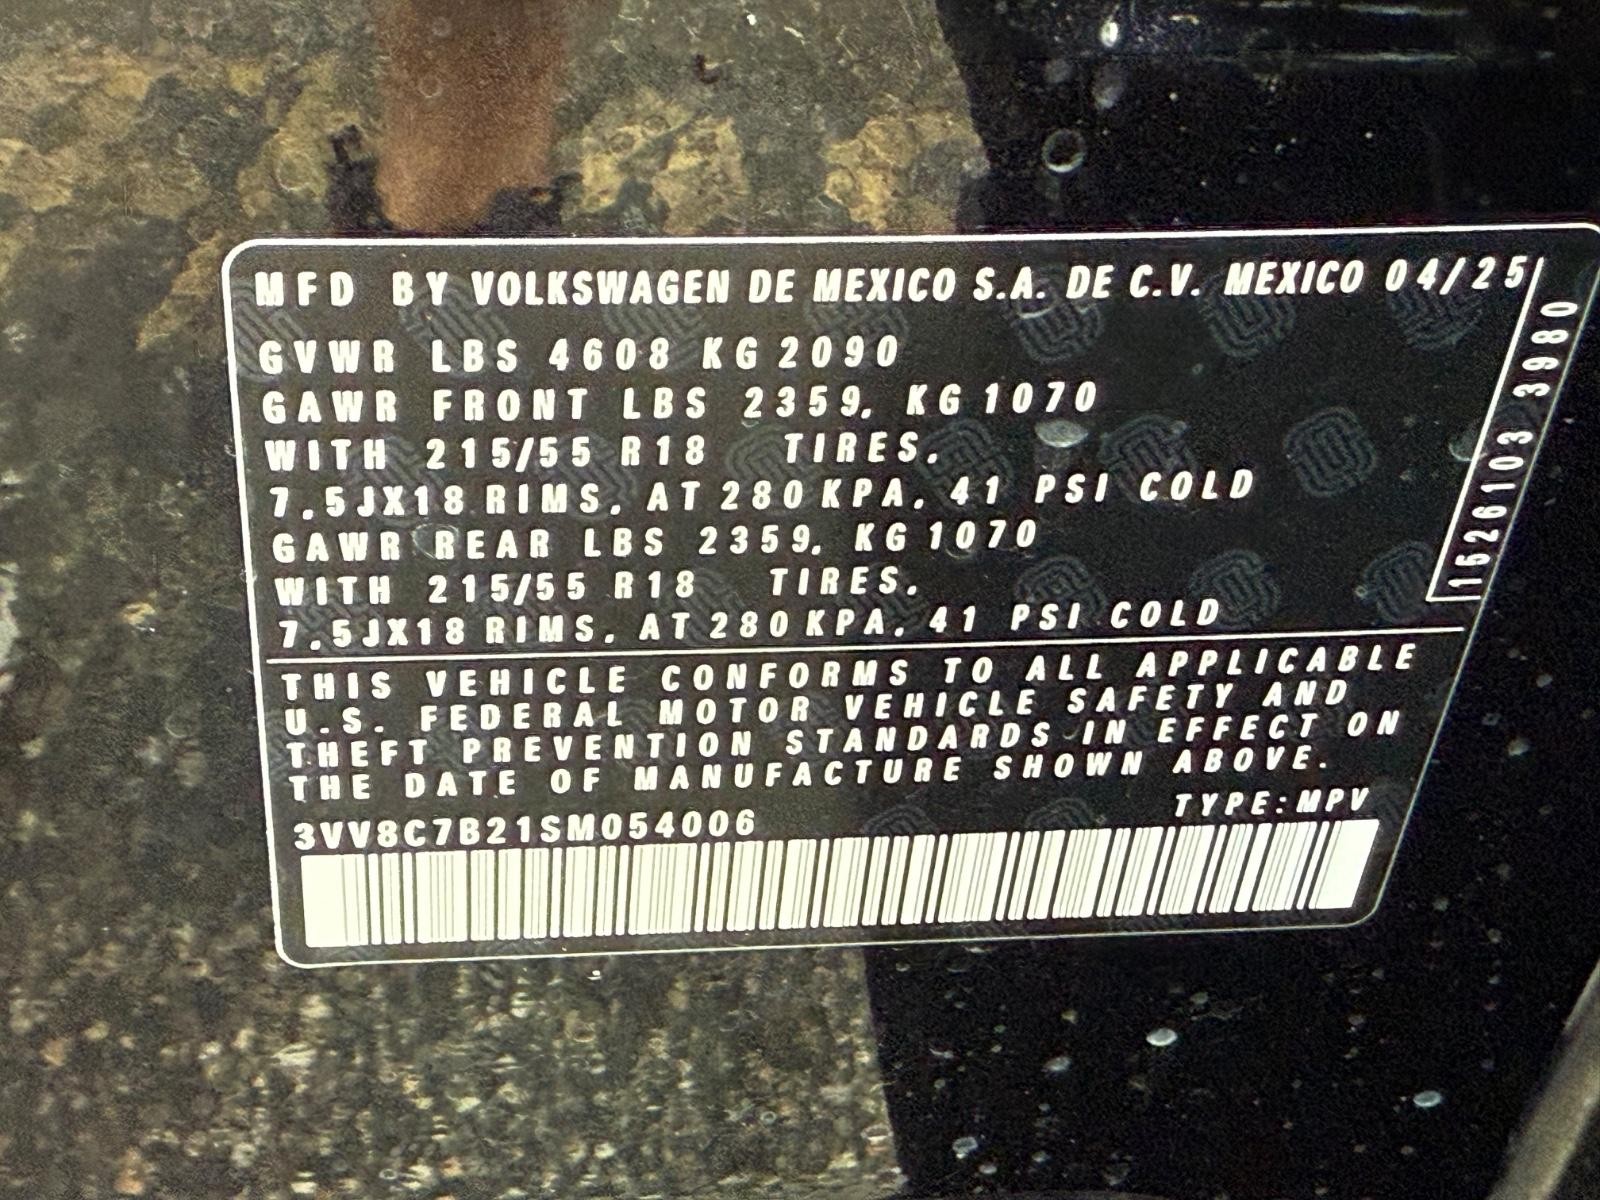 MFD BY VOLKSWAGEN DE MEXICO S.A. DE C.V. MEXICO 04/25
GVWR LBS 4608 KG 2090
GAWR FRONT LBS 2359, KG 1070
WITH 215/55 R18 TIRES,
7.5JX18 RIMS, AT 280 KPA, 41 PSI COLD
GAWR REAR LBS 2359, KG 1070
WITH 215/55 R18 TIRES,
7.5JX18 RIMS, AT 280 KPA, 41 PSI COLD
1526103 3980
THIS VEHICLE CONFORMS TO ALL APPLICABLE
U.S. FEDERAL MOTOR VEHICLE SAFETY AND
THEFT PREVENTION STANDARDS IN EFFECT ON
THE DATE OF MANUFACTURE SHOWN ABOVE.
TYPE:MPV
3VV8C7B21SM054006